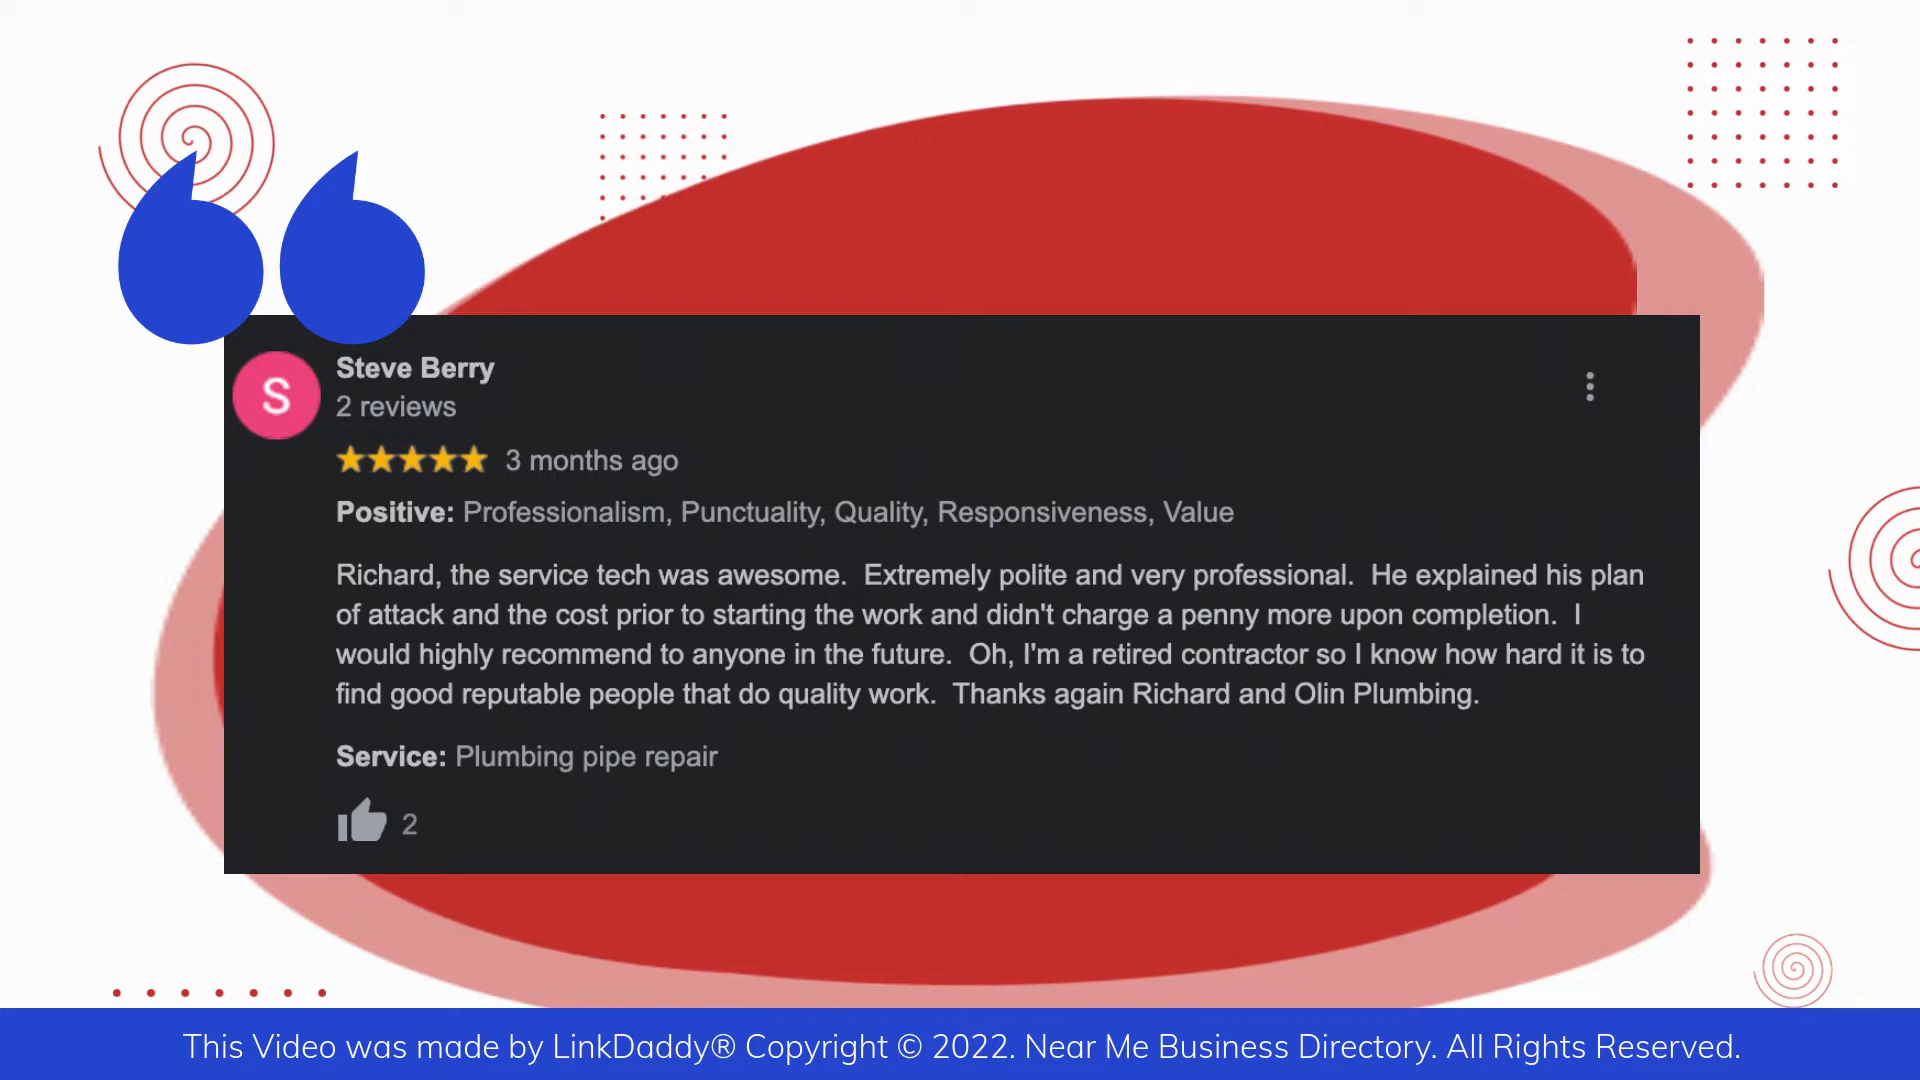 S
Steve Berry
2 reviews
3 months ago
Positive: Professionalism, Punctuality, Quality, Responsiveness, Value
Richard, the service tech was awesome.  Extremely polite and very professional.  He explained his plan
of attack and the cost prior to starting the work and didn't charge a penny more upon completion.  I
would highly recommend to anyone in the future.  Oh, I'm a retired contractor so I know how hard it is to
find good reputable people that do quality work.  Thanks again Richard and Olin Plumbing.
Service: Plumbing pipe repair
2
This Video was made by LinkDaddy® Copyright © 2022. Near Me Business Directory. All Rights Reserved.